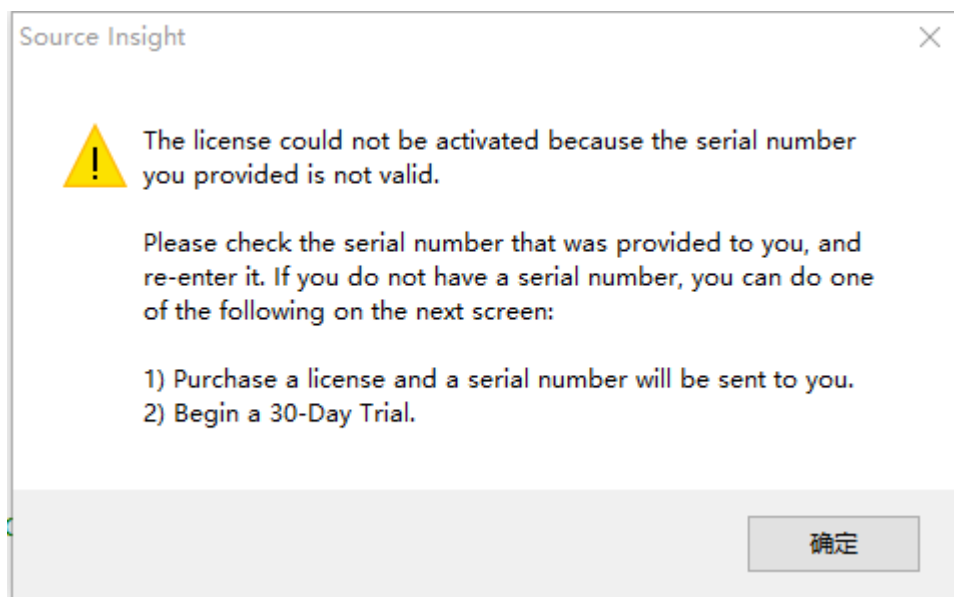 Source Insight
The license could not be activated because the serial number
you provided is not valid.
Please check the serial number that was provided to you, and
re-enter it. If you do not have a serial number, you can do one
of the following on the next screen:
1) Purchase a license and a serial number will be sent to you.
2) Begin a 30-Day Trial.
确定